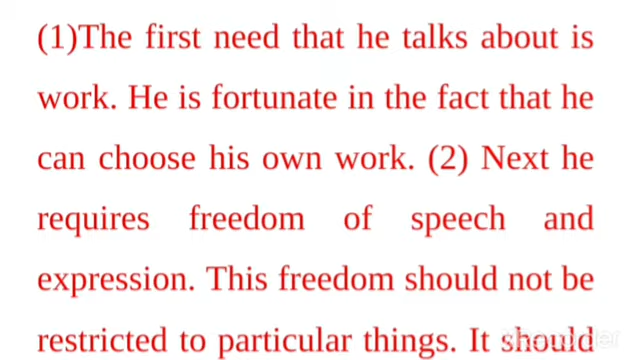 (1)The first need that he talks about is
work. He is fortunate in the fact that he
can choose his own work. (2) Next he
requires freedom of speech and
expression. This freedom should not be
restricted to particular things. It should